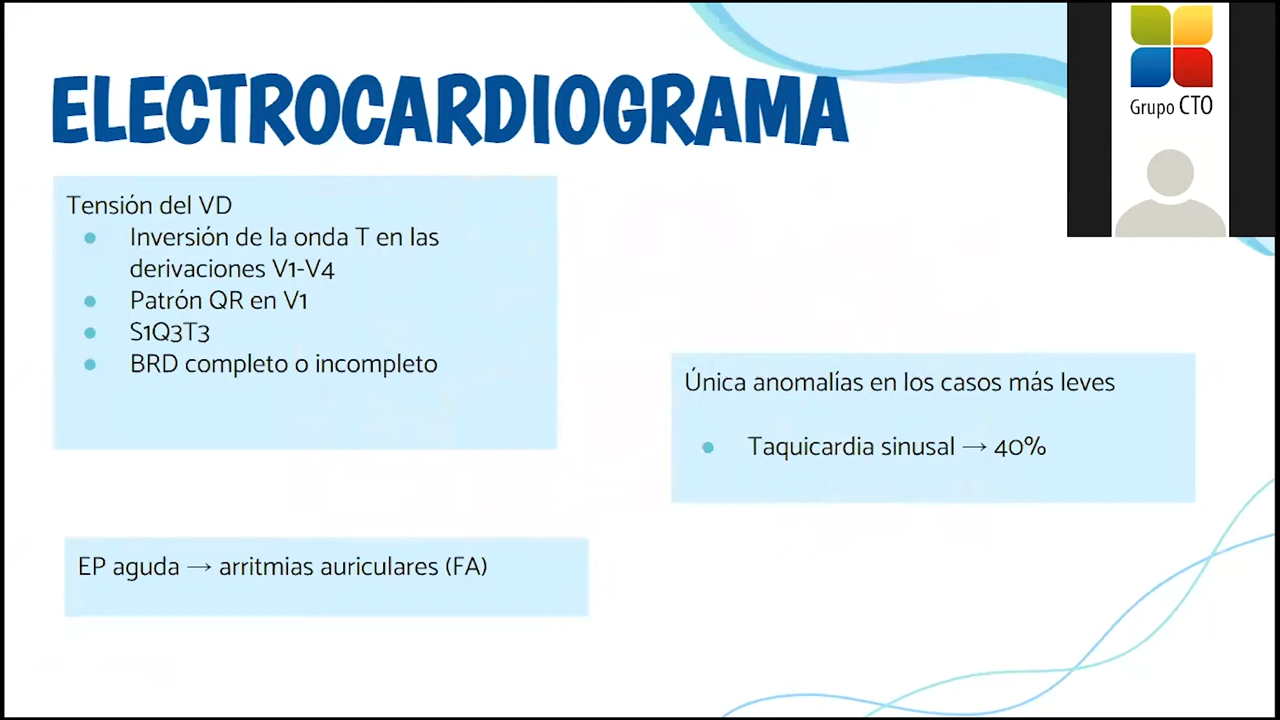 ELECTROCARDIOGRAMA
Grupo CTO
Tensión del VD
● Inversión de la onda T en las
derivaciones V1-V4
● Patrón QR en V1
● S1Q3T3
● BRD completo o incompleto
Única anomalías en los casos más leves
● Taquicardia sinusal → 40%
EP aguda → arritmias auriculares (FA)